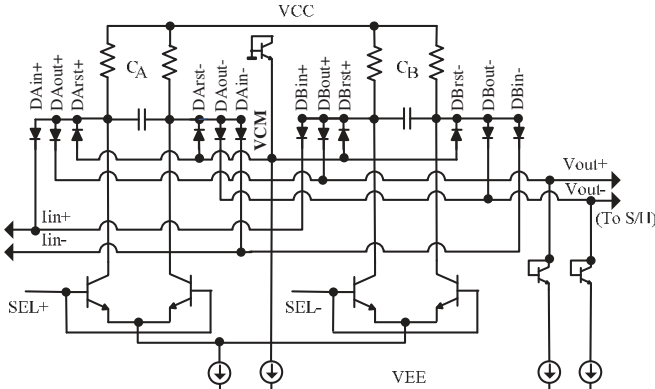 VCC
CA
CB
DAin+
DAout+
DArst+
DArst-
DAout-
DAin-
VCM
DBin+
DBout+
DBrst+
DBrst-
DBout-
DBin-
Vout+
Vout-
(To S/H)
Iin+
Iin-
SEL+
SEL-
VEE